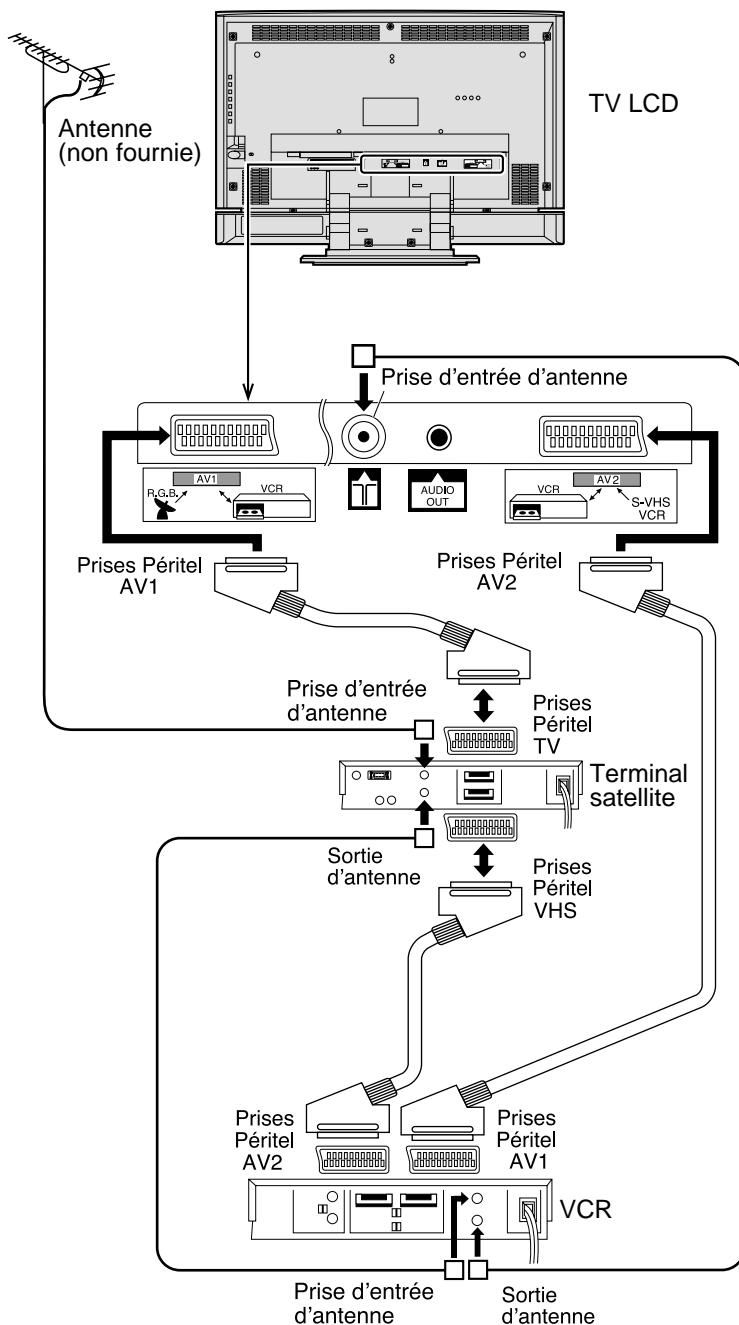 TV LCD
Antenne
(non fournie)
Prise d'entrée d'antenne
AV1
R.G.B.
VCR
AUDIO
OUT
VCR
AV2
S-VHS
VCR
Prises Péritel
AV1
Prises Péritel
AV2
Prise d'entrée
d'antenne
Prises
Péritel
TV
Terminal
satellite
Sortie
d'antenne
Prises
Péritel
VHS
Prises
Péritel
AV2
Prises
Péritel
AV1
VCR
Prise d'entrée
d'antenne
Sortie
d'antenne